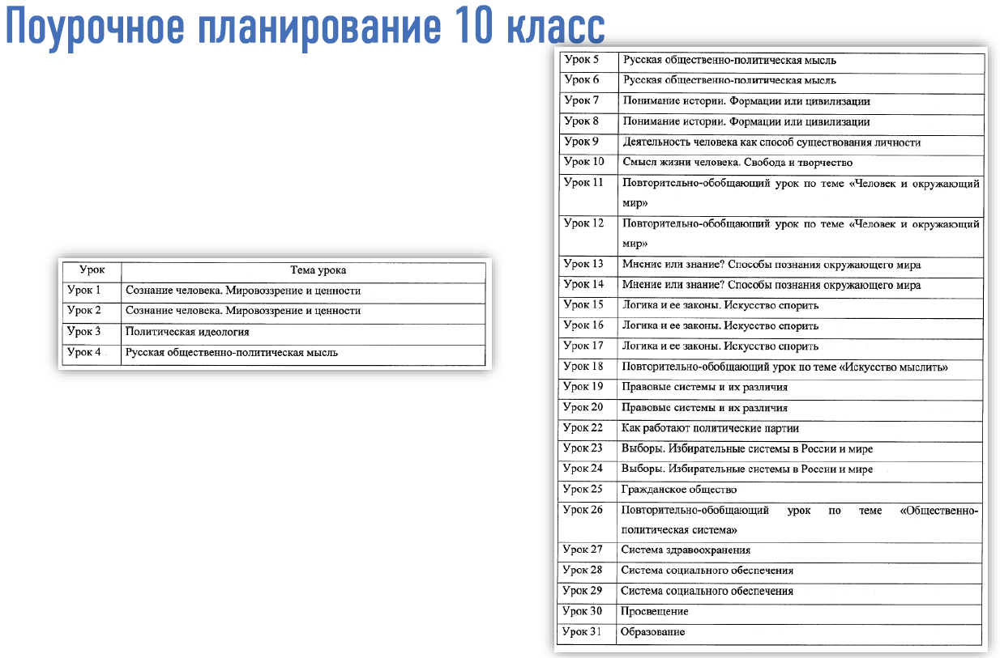 Поурочное планирование 10 класс
Урок Тема урока
Урок 1 Сознание человека. Мировоззрение и ценности
Урок 2 Сознание человека. Мировоззрение и ценности
Урок 3 Политическая идеология
Урок 4 Русская общественно-политическая мысль
Урок 5 Русская общественно-политическая мысль
Урок 6 Русская общественно-политическая мысль
Урок 7 Понимание истории. Формации или цивилизации
Урок 8 Понимание истории. Формации или цивилизации
Урок 9 Деятельность человека как способ существования личности
Урок 10 Смысл жизни человека. Свобода и творчество
Урок 11 Повторительно-обобщающий урок по теме «Человек и окружающий
мир»
Урок 12 Повторительно-обобщающий урок по теме «Человек и окружающий
мир»
Урок 13 Мнение или знание? Способы познания окружающего мира
Урок 14 Мнение или знание? Способы познания окружающего мира
Урок 15 Логика и ее законы. Искусство спорить
Урок 16 Логика и ее законы. Искусство спорить
Урок 17 Логика и ее законы. Искусство спорить
Урок 18 Повторительно-обобщающий урок по теме «Искусство мыслить»
Урок 19 Правовые системы и их различия
Урок 20 Правовые системы и их различия
Урок 22 Как работают политические партии
Урок 23 Выборы. Избирательные системы в России и мире
Урок 24 Выборы. Избирательные системы в России и мире
Урок 25 Гражданское общество
Урок 26 Повторительно-обобщающий урок по теме «Общественно-
политическая система»
Урок 27 Система здравоохранения
Урок 28 Система социального обеспечения
Урок 29 Система социального обеспечения
Урок 30 Просвещение
Урок 31 Образование